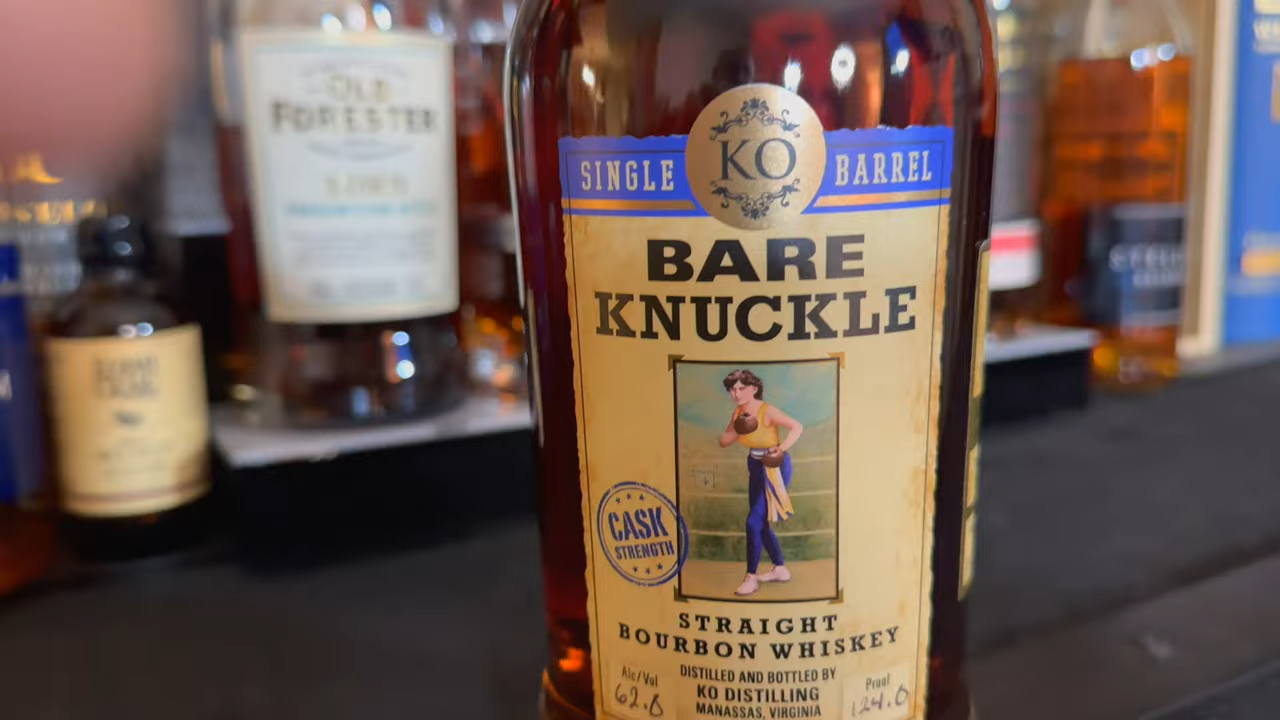 OLD
FORESTER
SINGLE
KO
BARREL
BARE
KNUCKLE
CASK
STRENGTH
STRAIGHT
BOURBON WHISKEY
Alc/Vol
62.0
DISTILLED AND BOTTLED BY
KO DISTILLING
MANASSAS, VIRGINIA
Proof
124.0